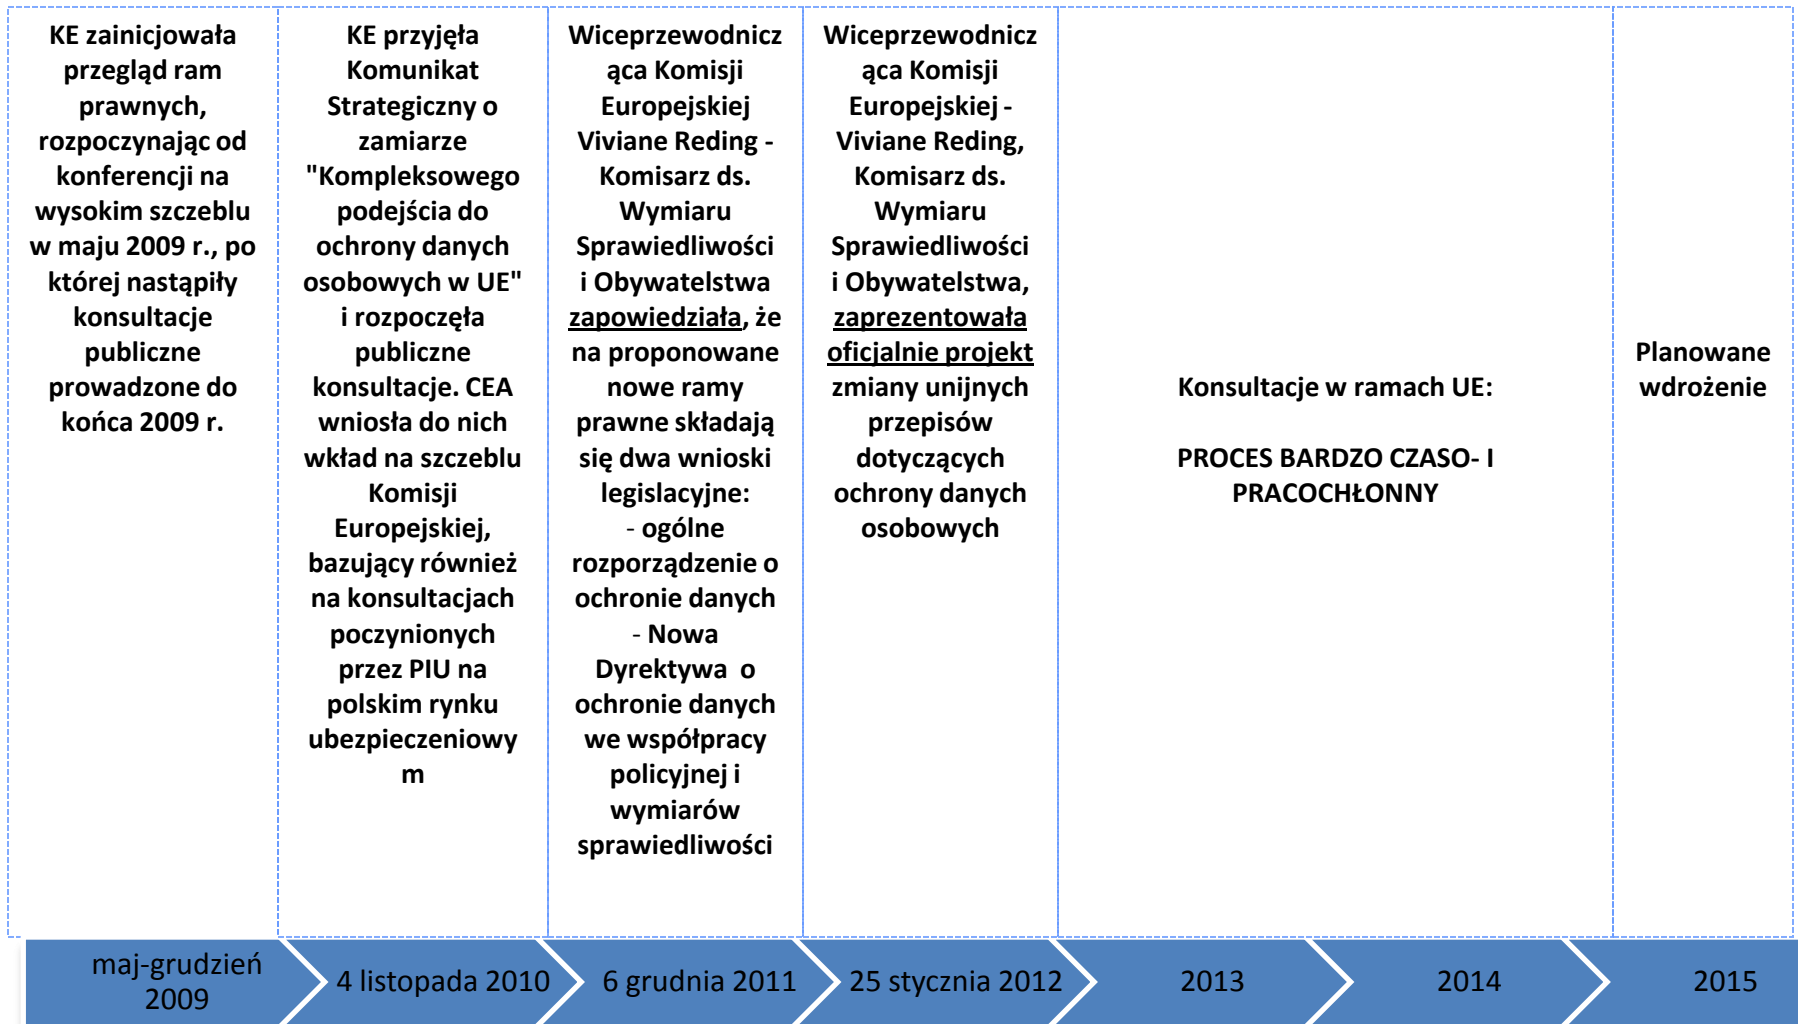 KE zainicjowała
przegląd ram
prawnych,
rozpoczynając od
konferencji na
wysokim szczeblu
w maju 2009 r., po
której nastąpiły
konsultacje
publiczne
prowadzone do
końca 2009 r.
KE przyjęła
Komunikat
Strategiczny o
zamiarze
"Kompleksowego
podejścia do
ochrony danych
osobowych w UE"
i rozpoczęła
publiczne
konsultacje. CEA
wniosła do nich
wkład na szczeblu
Komisji
Europejskiej,
bazujący również
na konsultacjach
poczynionych
przez PIU na
polskim rynku
ubezpieczeniowy
m
Wiceprzewodnicz
ąca Komisji
Europejskiej
Viviane Reding -
Komisarz ds.
Wymiaru
Sprawiedliwości
i Obywatelstwa
zapowiedziała, że
na proponowane
nowe ramy
prawne składają
się dwa wnioski
legislacyjne:
- ogólne
rozporządzenie o
ochronie danych
- Nowa
Dyrektywa o
ochronie danych
we współpracy
policyjnej i
wymiarów
sprawiedliwości
Wiceprzewodnicz
ąca Komisji
Europejskiej -
Viviane Reding,
Komisarz ds.
Wymiaru
Sprawiedliwości
i Obywatelstwa,
zaprezentowała
oficjalnie projekt
zmiany unijnych
przepisów
dotyczących
ochrony danych
osobowych
Konsultacje w ramach UE:
PROCES BARDZO CZASO- I
PRACOCHŁONNY
Planowane
wdrożenie
maj-grudzień
2009
4 listopada 2010
6 grudnia 2011
25 stycznia 2012
2013
2014
2015